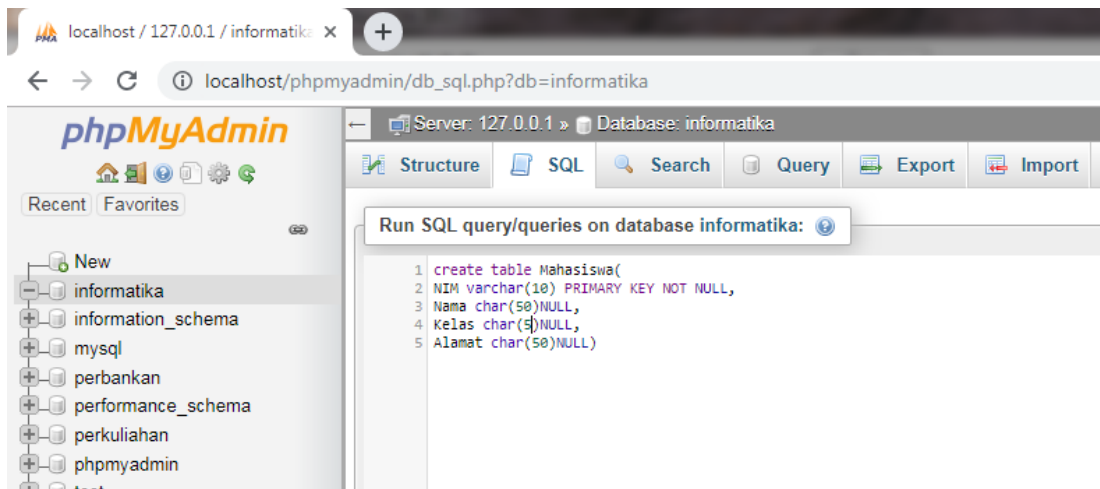 localhost / 127.0.0.1 / informatika
localhost/phpmyadmin/db_sql.php?db=informatika
phpMyAdmin
Recent Favorites
New
informatika
information_schema
mysql
perbankan
performance_schema
perkuliahan
phpmyadmin
test
Server: 127.0.0.1 » Database: informatika
Structure SQL Search Query Export Import
Run SQL query/queries on database informatika:
1 create table Mahasiswa(
2 NIM varchar(10) PRIMARY KEY NOT NULL,
3 Nama char(50)NULL,
4 Kelas char(5)NULL,
5 Alamat char(50)NULL)